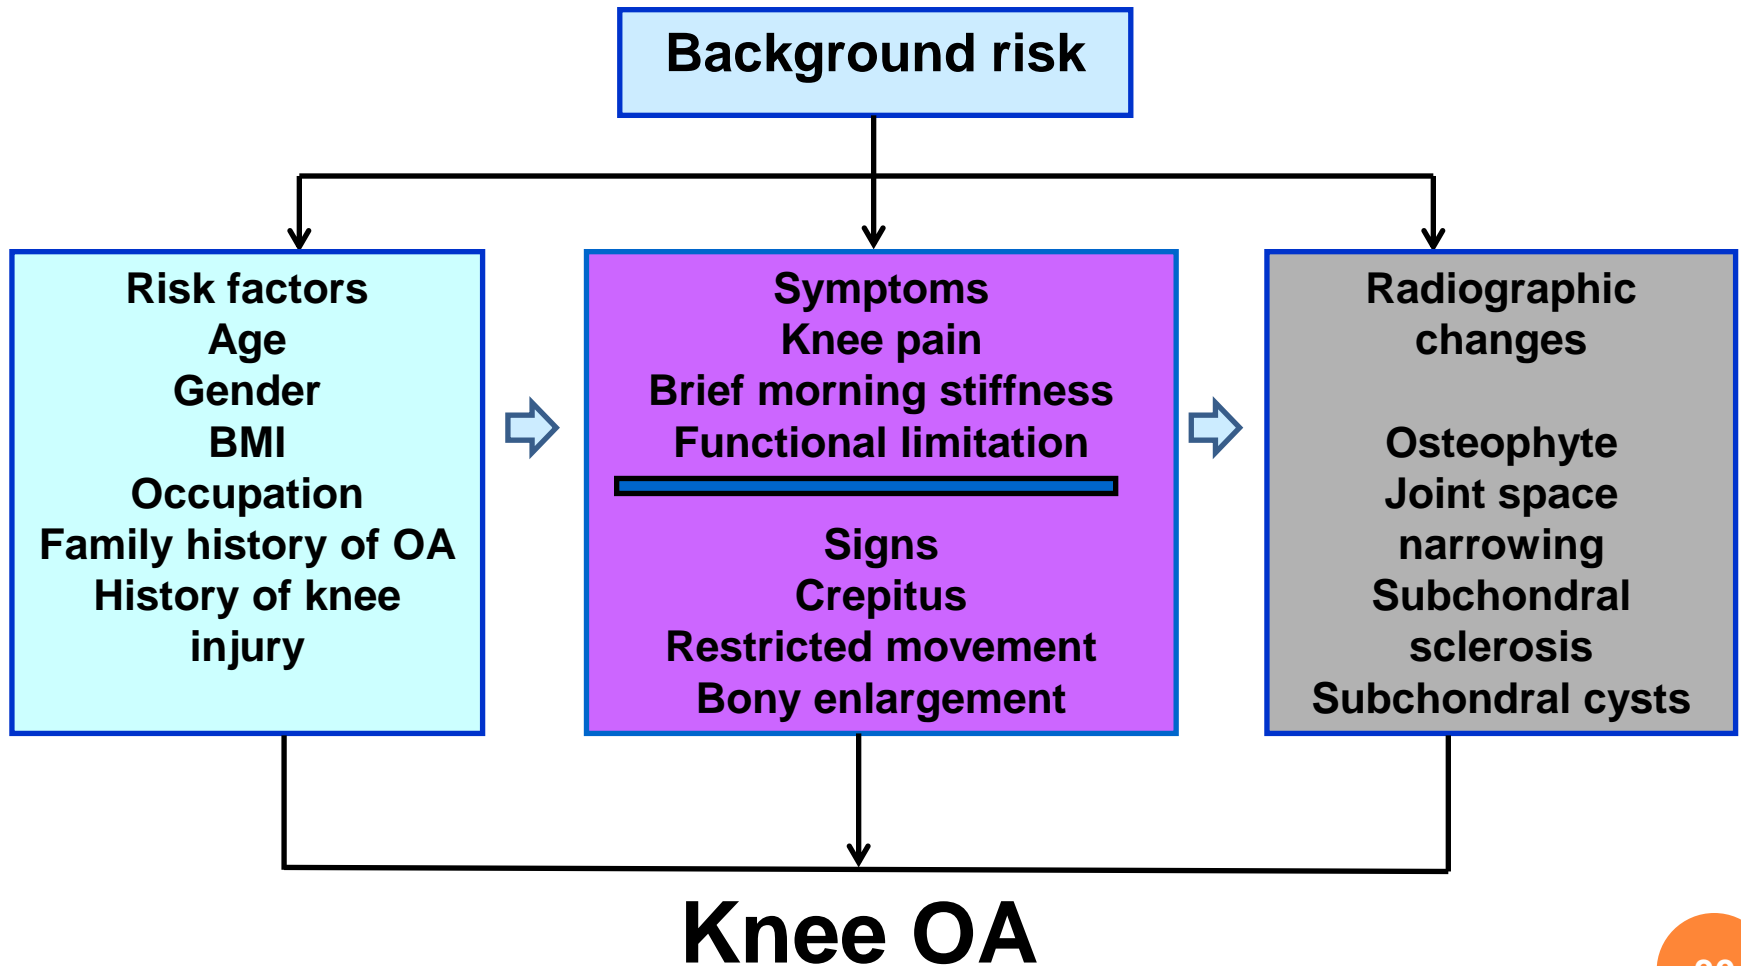 Background risk
Risk factors
Age
Gender
BMI
Occupation
Family history of OA
History of knee
injury
Symptoms
Knee pain
Brief morning stiffness
Functional limitation
Signs
Crepitus
Restricted movement
Bony enlargement
Radiographic
changes
Osteophyte
Joint space
narrowing
Subchondral
sclerosis
Subchondral cysts
Knee OA